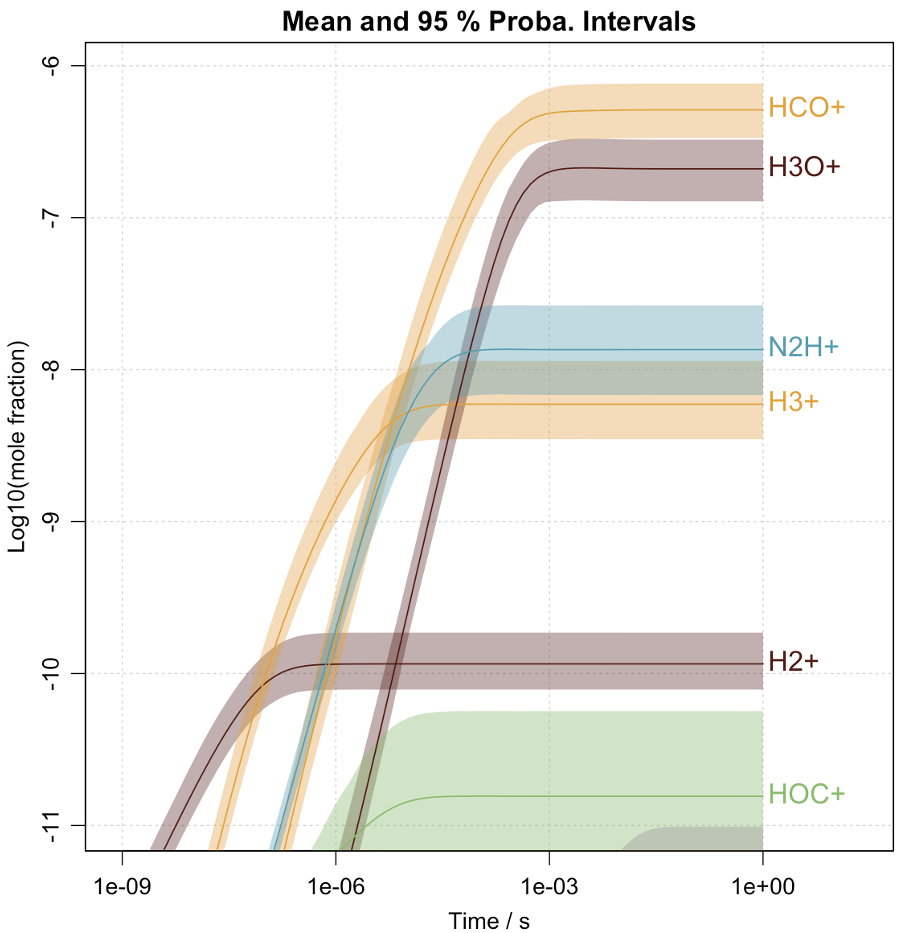 Mean and 95 % Proba. Intervals
Log10(mole fraction)
-6
-7
-8
-9
-10
-11
HCO+
H3O+
N2H+
H3+
H2+
HOC+
1e-09 1e-06 1e-03 1e+00
Time / s